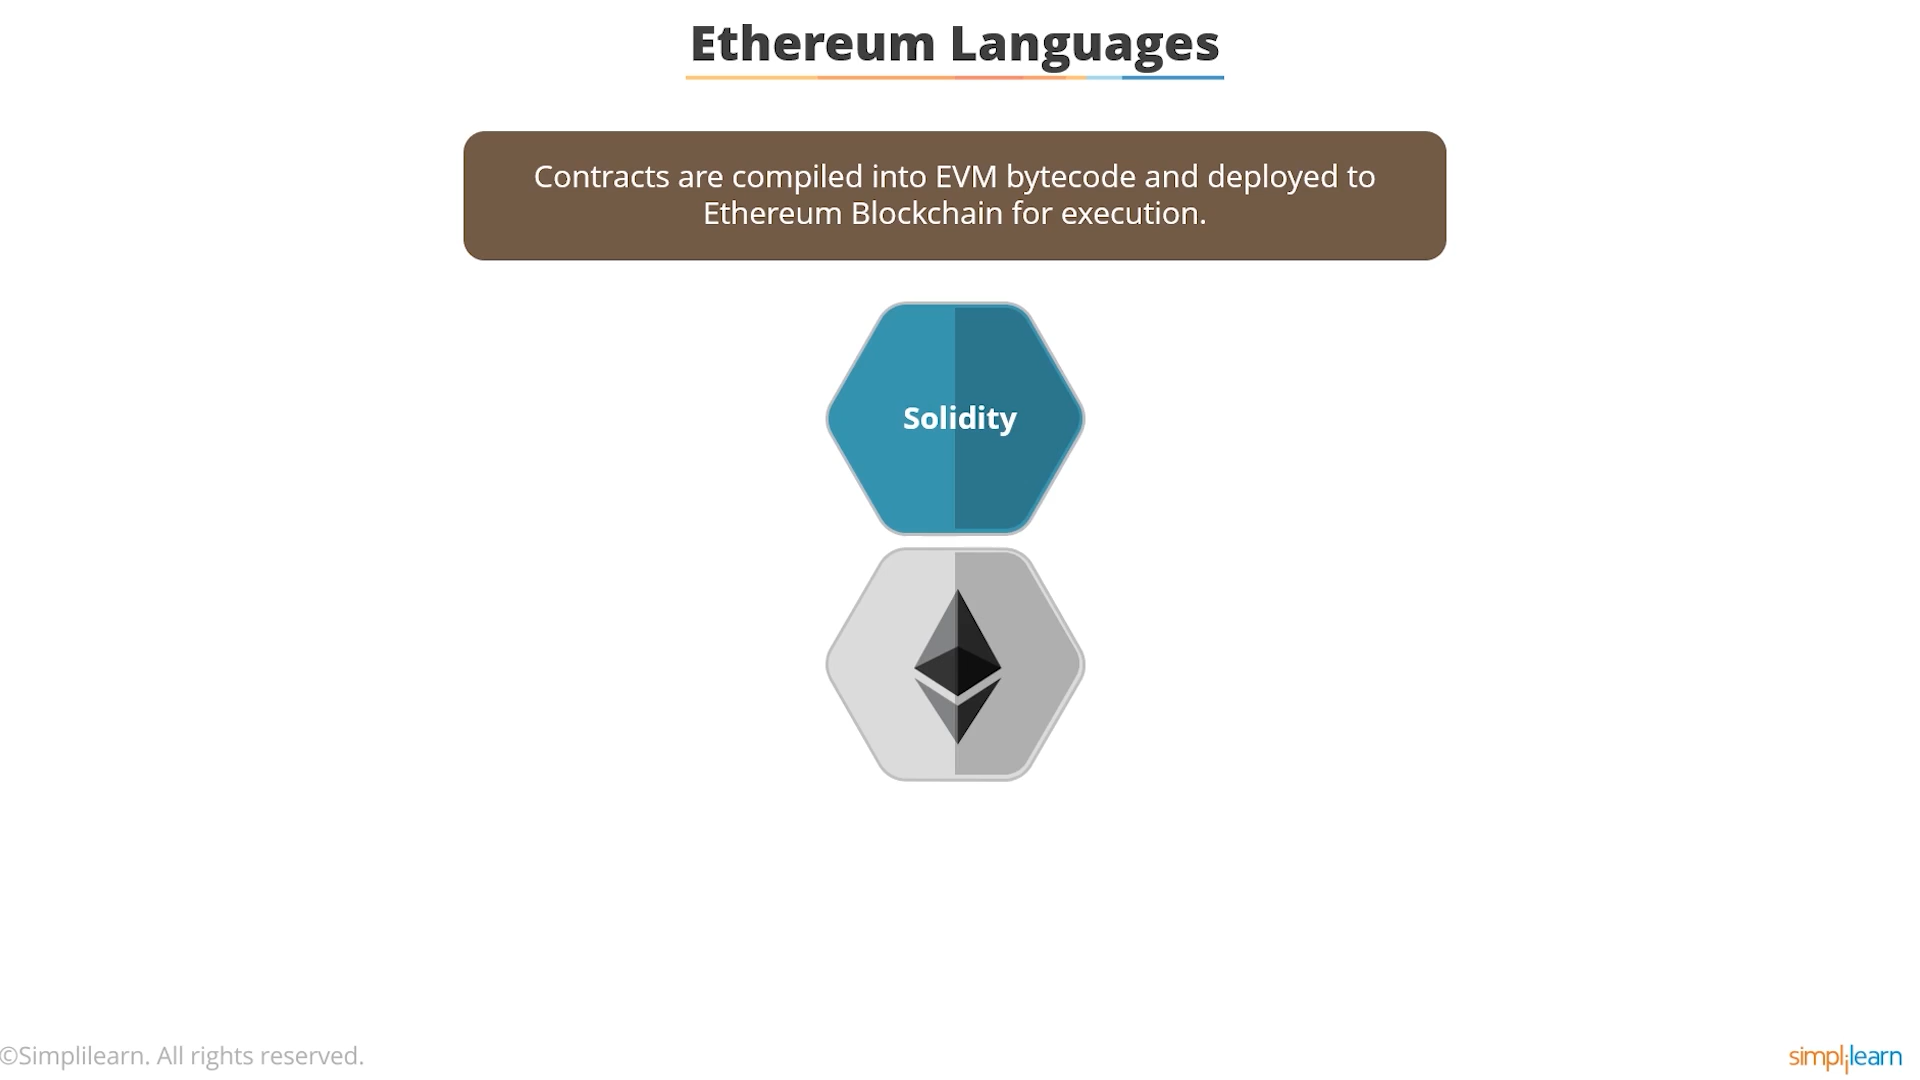 Ethereum Languages
Contracts are compiled into EVM bytecode and deployed to
Ethereum Blockchain for execution.
Solidity
©Simplilearn. All rights reserved.
simplilearn